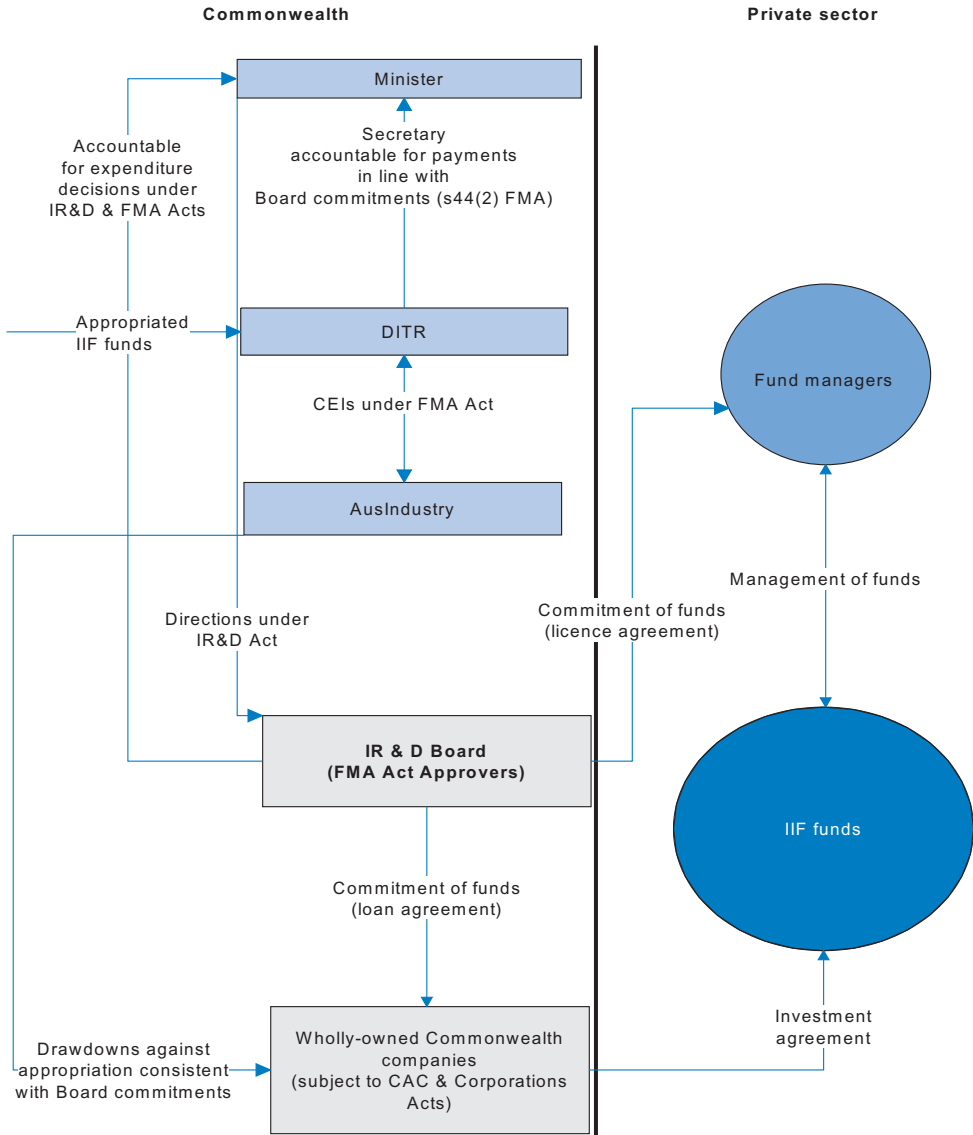 Commonwealth
Private sector
Minister
Accountable
for expenditure
decisions under
IR&D & FMA Acts
Secretary
accountable for payments
in line with
Board commitments (s44(2) FMA)
Appropriated
IIF funds
DITR
Fund managers
CEIs under FMA Act
AusIndustry
Management of funds
Directions under
IR&D Act
Commitment of funds
(licence agreement)
IR & D Board
(FMA Act Approvers)
IIF funds
Commitment of funds
(loan agreement)
Wholly-owned Commonwealth
companies
(subject to CAC & Corporations
Acts)
Investment
agreement
Drawdowns against
appropriation consistent
with Board commitments